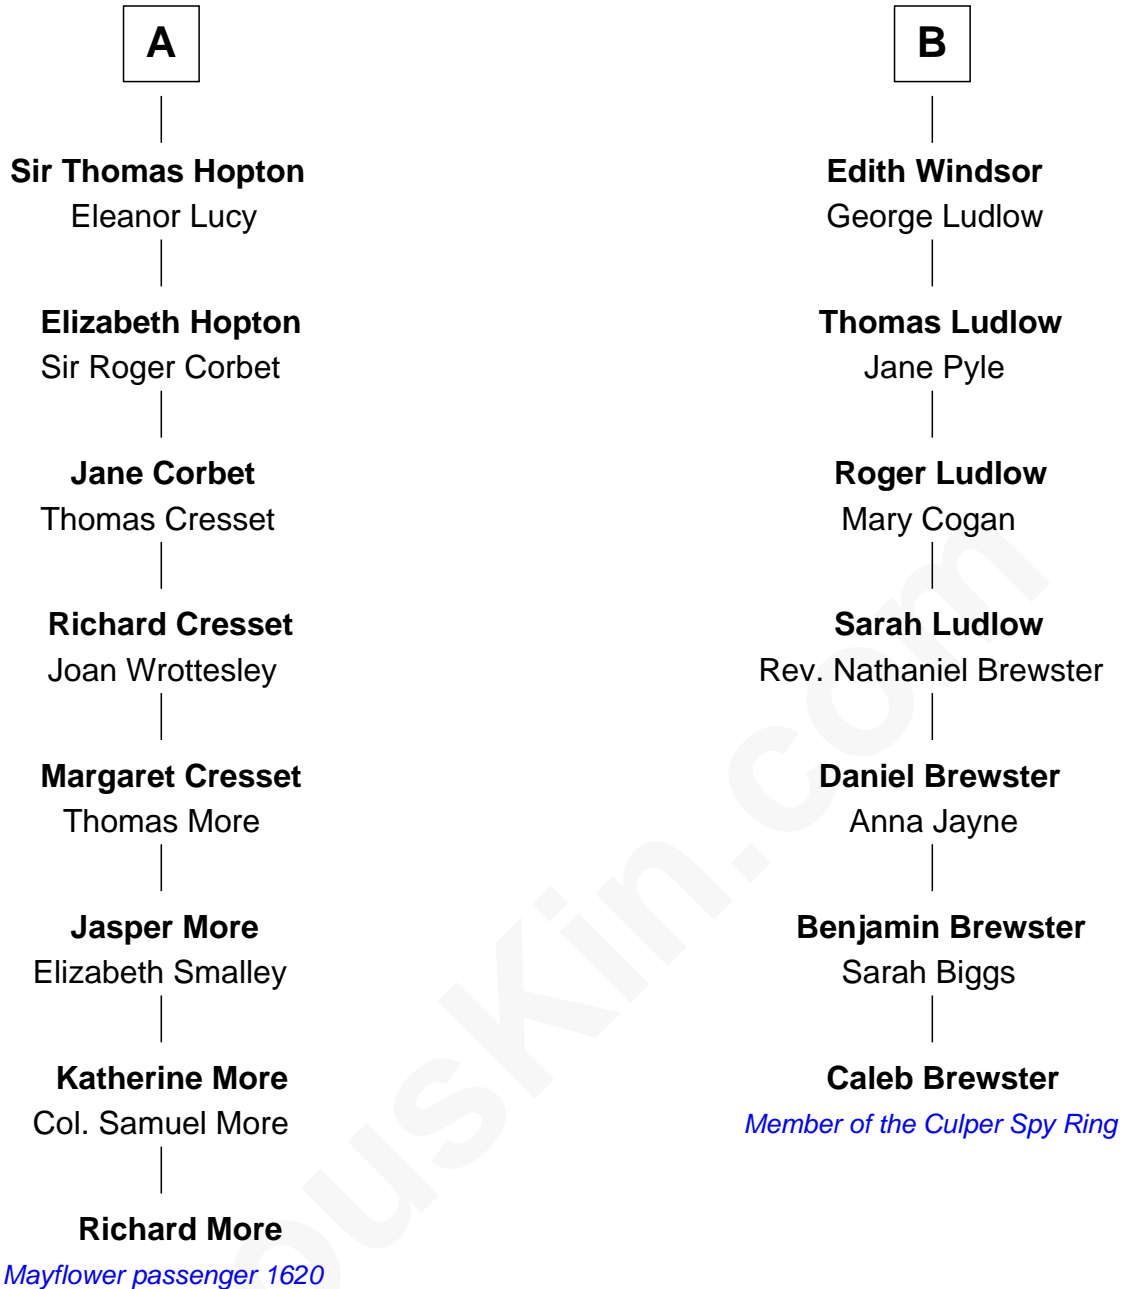 A
Sir Thomas Hopton
Eleanor Lucy
Elizabeth Hopton
Sir Roger Corbet
Jane Corbet
Thomas Cresset
Richard Cresset
Joan Wrottesley
Margaret Cresset
Thomas More
Jasper More
Elizabeth Smalley
Katherine More
Col. Samuel More
Richard More
Mayflower passenger 1620
B
Edith Windsor
George Ludlow
Thomas Ludlow
Jane Pyle
Roger Ludlow
Mary Cogan
Sarah Ludlow
Rev. Nathaniel Brewster
Daniel Brewster
Anna Jayne
Benjamin Brewster
Sarah Biggs
Caleb Brewster
Member of the Culper Spy Ring
ousKin.com